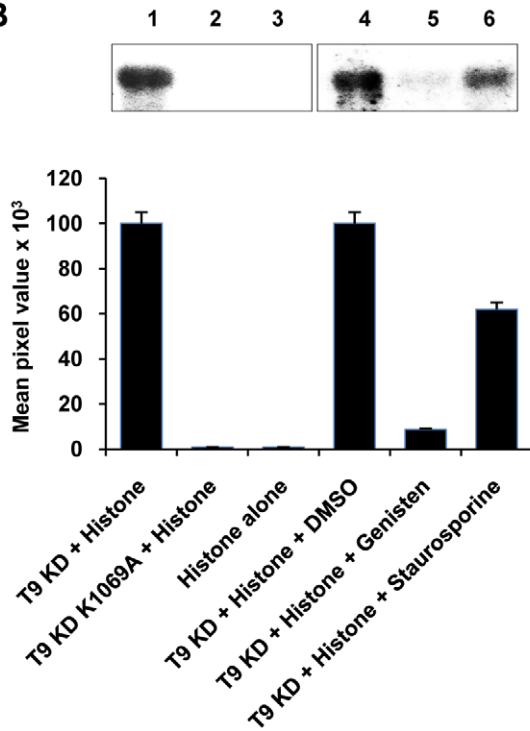 B
1 2 3 4 5 6
Mean pixel value x 10³
120
100
80
60
40
20
0
T9 KD + Histone
T9 KD K1069A + Histone
Histone alone
T9 KD + Histone + DMSO
T9 KD + Histone + Genisten
T9 KD + Histone + Staurosporine